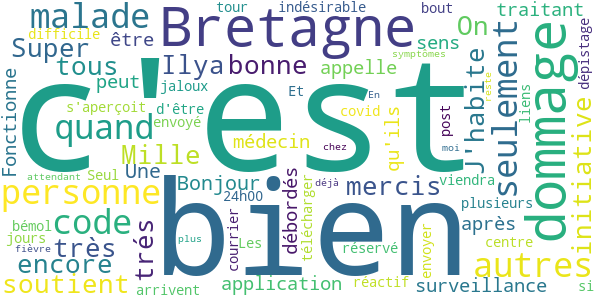 tour indésirable bout traitant
malade Bretagne On
difficile symptômes
Super être sens dépistage
tous Ilya bonne appelle
peut jaloux Et En
Fonctionne c'est J'habite seulement dommage
s'aperçoit d'être covid post liens reste
quand envoyé qu'ils
Mille médecin initiative
Seul Une chez moi
attendant Bonjour déjà viendra
personne bien 24h00 mercis autres
débordés télécharger plusieurs
code bémol très après
jours Les réservé centre
fièvre très trés plus courrier envoyer
encore
soutient application réactif surveillance
arrivent si